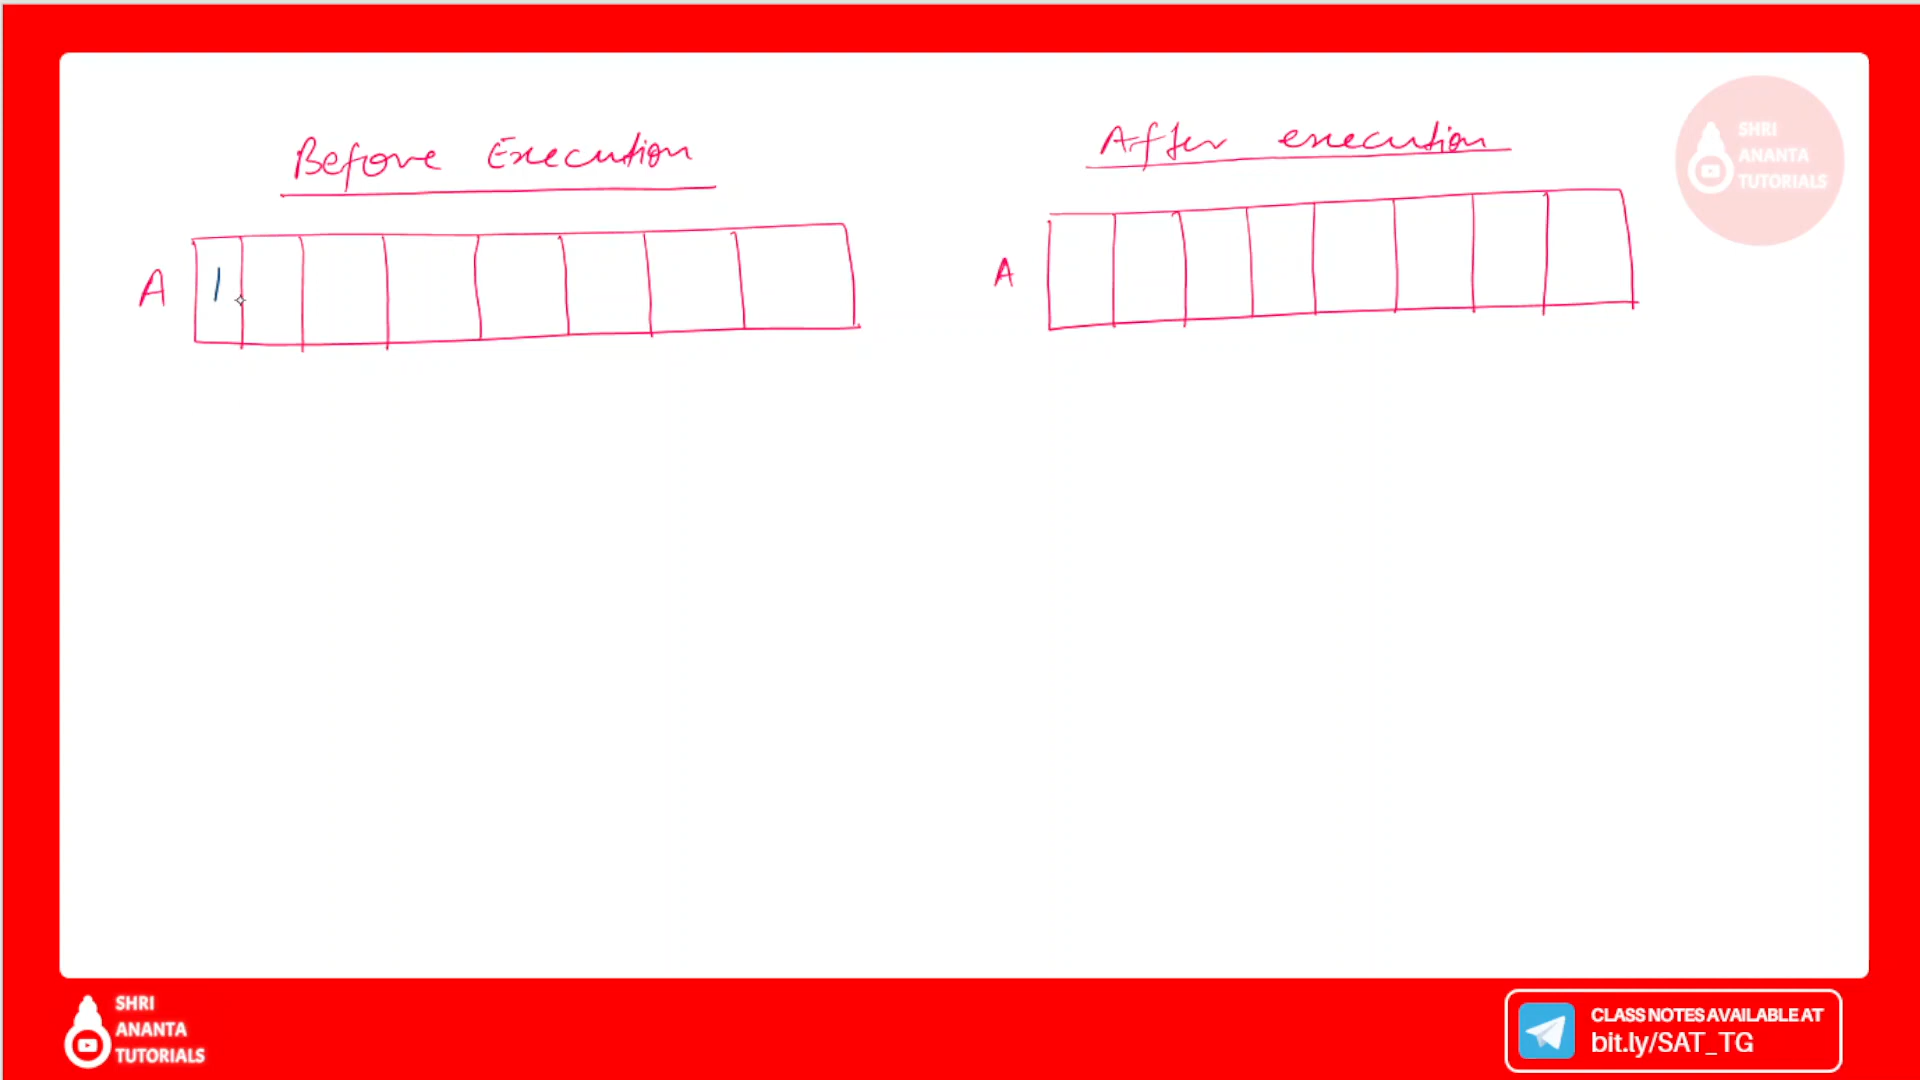 Before Execution
A 1
After execution
A
SHRI
ANANTA
TUTORIALS
SHRI
ANANTA
TUTORIALS
CLASS NOTES AVAILABLE AT
bit.ly/SAT_TG